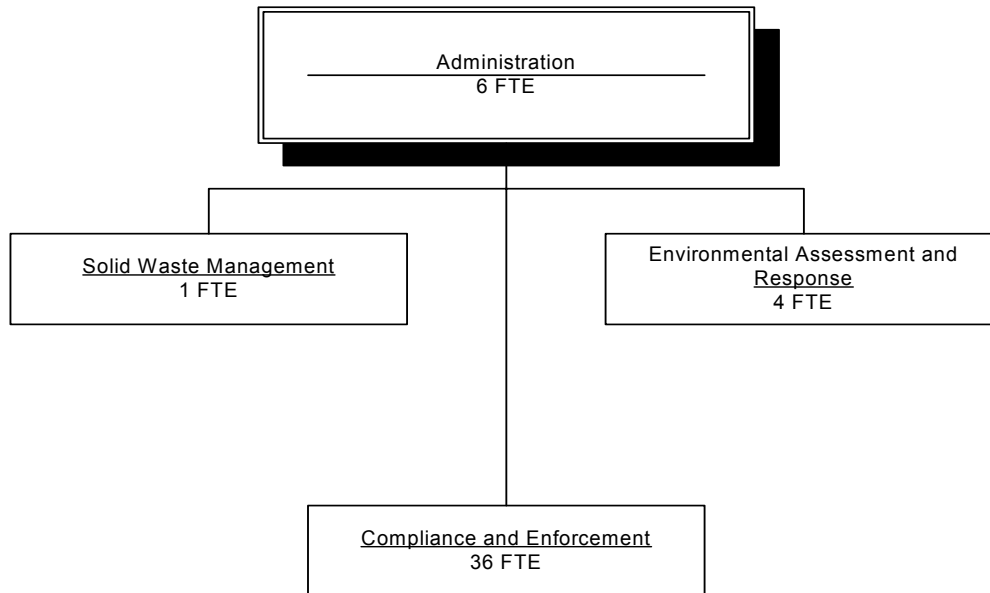 Administration
6 FTE
Solid Waste Management
1 FTE
Environmental Assessment and
Response
4 FTE
Compliance and Enforcement
36 FTE